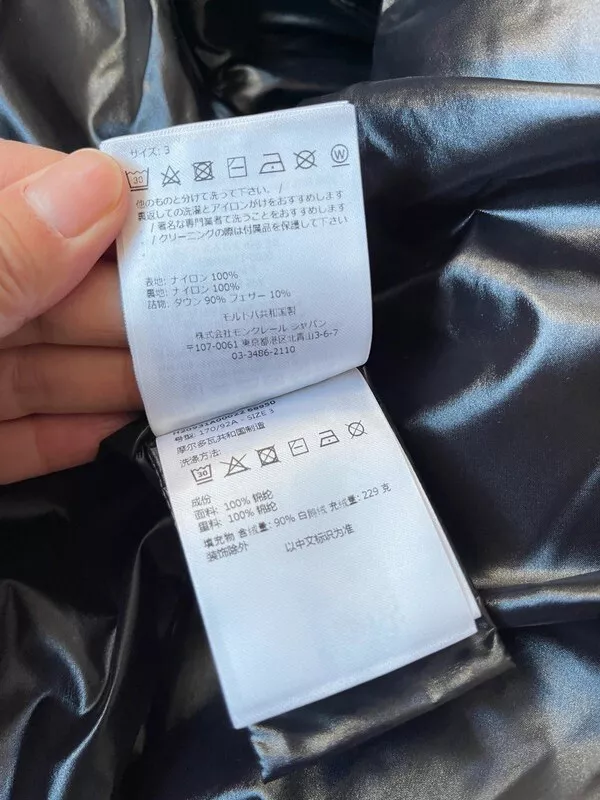 サイズ: 3
30
W
他のものと分けて洗って下さい。/
裏返しての洗濯とアイロンがけをおすすめします
/ 著名な専門業者で洗うことをおすすめします
/ クリーニングの際は付属品を保護して下さい
表地: ナイロン 100%
裏地: ナイロン 100%
詰物: ダウン 90% フェザー 10%
モルドバ共和国製
株式会社モンクレール ジャパン
〒107-0061 東京都港区北青山3-6-7
03-3486-2110
号型: 170/92A - SIZE 3
摩尔多瓦共和国制造
洗涤方法:
30
成份
面料: 100% 锦纶
里料: 100% 锦纶
填充物 含绒量: 90% 白鹅绒 充绒量: 229 克
装饰除外 以中文标识为准